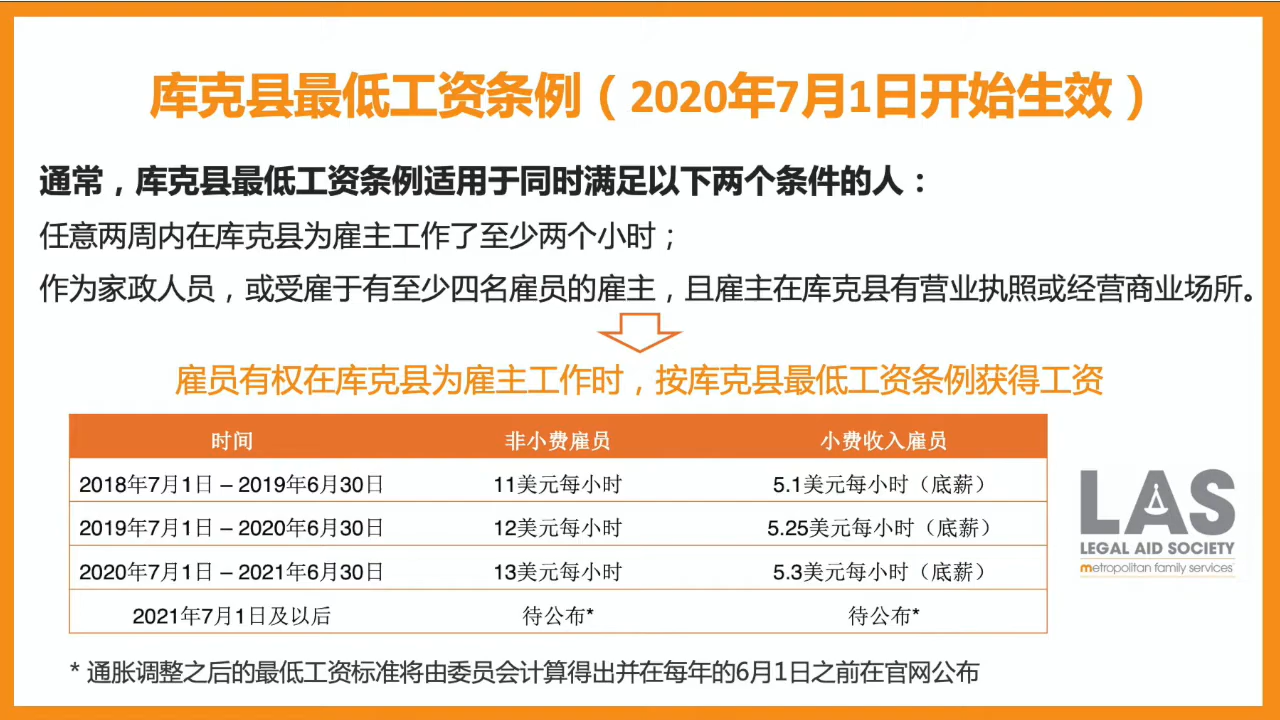 库克县最低工资条例（2020年7月1日开始生效）
通常，库克县最低工资条例适用于同时满足以下两个条件的人：
任意两周内在库克县为雇主工作了至少两个小时；
作为家政人员，或受雇于有至少四名雇员的雇主，且雇主在库克县有营业执照或经营商业场所。
雇员有权在库克县为雇主工作时，按库克县最低工资条例获得工资
时间 非小费雇员 小费收入雇员
2018年7月1日 – 2019年6月30日 11美元每小时 5.1美元每小时（底薪）
2019年7月1日 – 2020年6月30日 12美元每小时 5.25美元每小时（底薪）
2020年7月1日 – 2021年6月30日 13美元每小时 5.3美元每小时（底薪）
2021年7月1日及以后 待公布* 待公布*
LAS
LEGAL AID SOCIETY
metropolitan family services
* 通胀调整之后的最低工资标准将由委员会计算得出并在每年的6月1日之前在官网公布